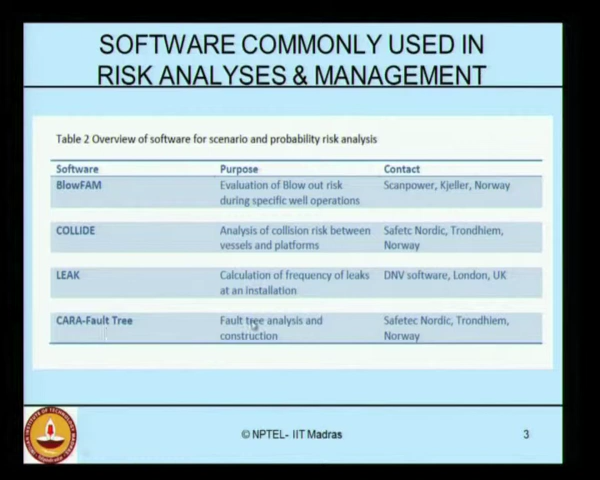 SOFTWARE COMMONLY USED IN
RISK ANALYSES & MANAGEMENT
Table 2 Overview of software for scenario and probability risk analysis
Software Purpose Contact
BlowFAM Evaluation of Blow out risk Scanpower, Kjeller, Norway
during specific well operations
COLLIDE Analysis of collision risk between Safetc Nordic, Trondhiem,
vessels and platforms Norway
LEAK Calculation of frequency of leaks DNV software, London, UK
at an installation
CARA-Fault Tree Fault tree analysis and Safetec Nordic, Trondhiem,
construction Norway
© NPTEL- IIT Madras 3